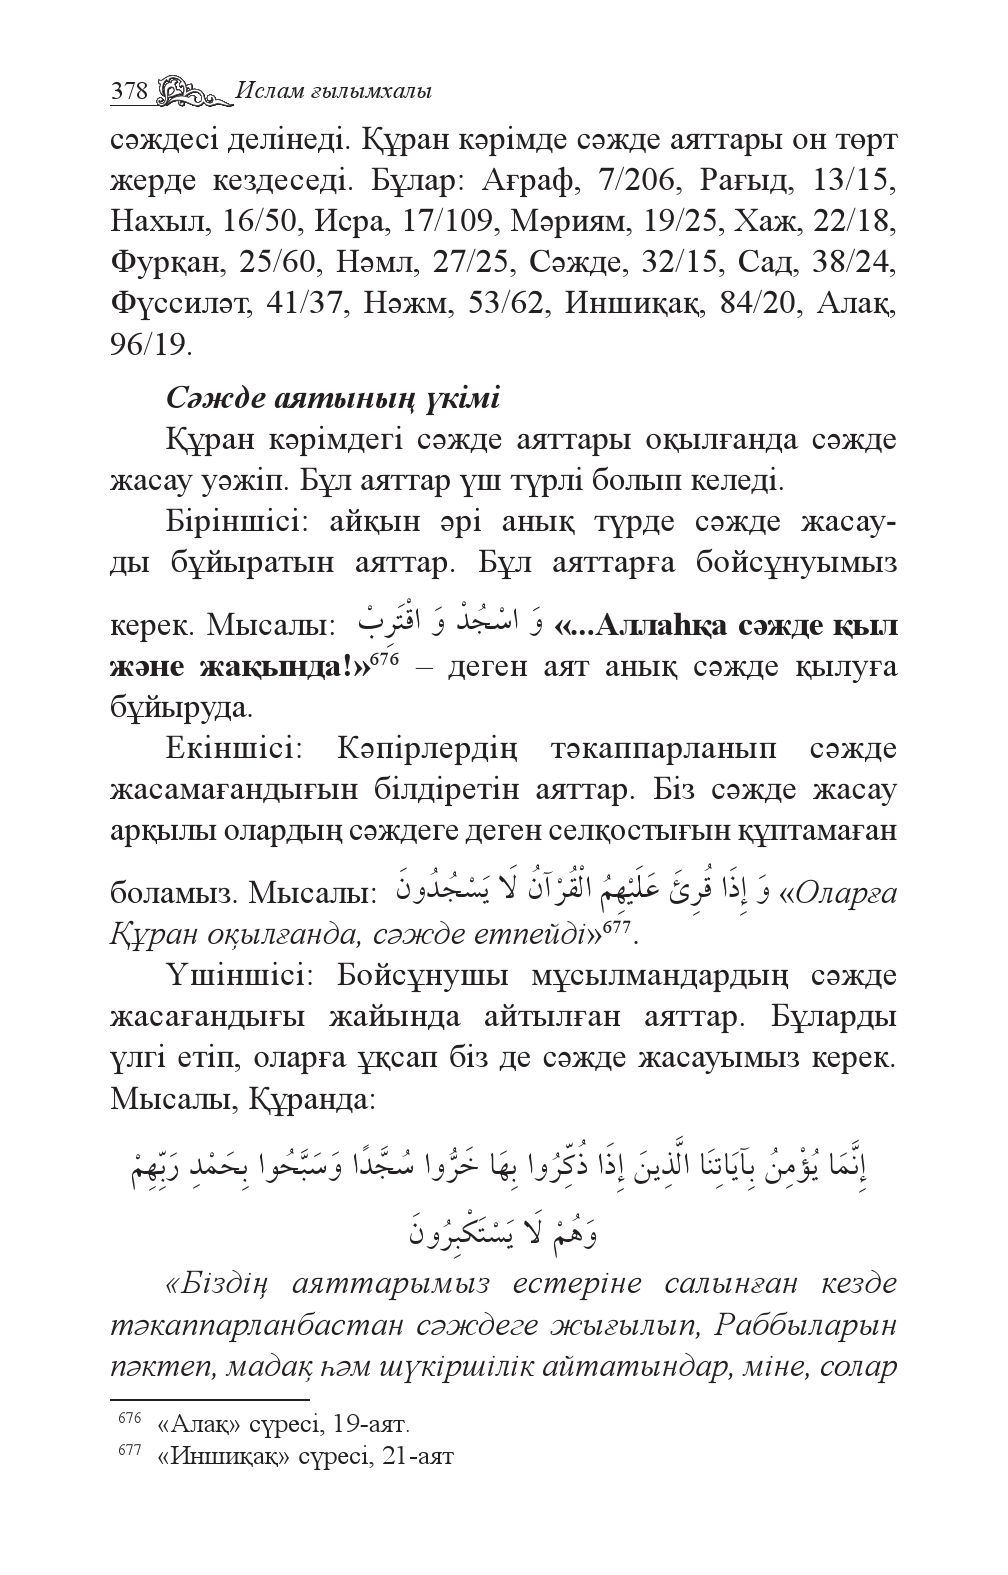 378 Ислам ғылымхалы
сәждесі делінеді. Құран кәрімде сәжде аяттары он төрт
жерде кездеседі. Бұлар: Ағраф, 7/206, Рағыд, 13/15,
Нахыл, 16/50, Исра, 17/109, Мәриям, 19/25, Хаж, 22/18,
Фурқан, 25/60, Нәмл, 27/25, Сәжде, 32/15, Сад, 38/24,
Фүссиләт, 41/37, Нәжм, 53/62, Иншиқақ, 84/20, Алақ,
96/19.
Сәжде аятының үкімі
Құран кәрімдегі сәжде аяттары оқылғанда сәжде
жасау уәжіп. Бұл аяттар үш түрлі болып келеді.
Біріншісі: айқын әрі анық түрде сәжде жасау-
ды бұйыратын аяттар. Бұл аяттарға бойсұнуымыз
керек. Мысалы: وَ اسْجُدْ وَ اقْتَرِبْ «...Аллаһқа сәжде қыл
және жақында!»676 – деген аят анық сәжде қылуға
бұйыруда.
Екіншісі: Кәпірлердің тәкаппарланып сәжде
жасамағандығын білдіретін аяттар. Біз сәжде жасау
арқылы олардың сәждеге деген селқостығын құптамаған
боламыз. Мысалы: وَ إِذَا قُرِئَ عَلَيْهِمُ الْقُرْآنُ لَا يَسْجُدُونَ «Оларға
Құран оқылғанда, сәжде етпейді»677.
Үшіншісі: Бойсұнушы мұсылмандардың сәжде
жасағандығы жайында айтылған аяттар. Бұларды
үлгі етіп, оларға ұқсап біз де сәжде жасауымыз керек.
Мысалы, Құранда:
إِنَّمَا يُؤْمِنُ بِآيَاتِنَا الَّذِينَ إِذَا ذُكِّرُوا بِهَا خَرُّوا سُجَّدًا وَسَبَّحُوا بِحَمْدِ رَبِّهِمْ
وَهُمْ لَا يَسْتَكْبِرُونَ
«Біздің аяттарымыз естеріне салынған кезде
тәкаппарланбастан сәждеге жығылып, Раббыларын
пәктеп, мадақ һәм шүкіршілік айтатындар, міне, солар
676 «Алақ» сүресі, 19-аят.
677 «Иншиқақ» сүресі, 21-аят